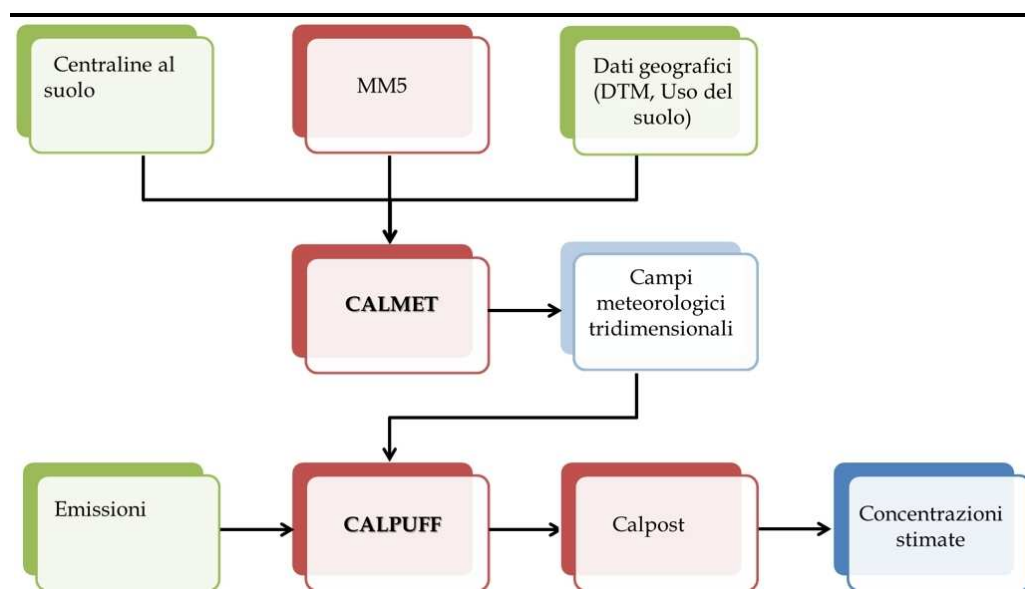 Centraline al
suolo
MM5
Dati geografici
(DTM, Uso del
suolo)
CALMET
Campi
meteorologici
tridimensionali
Emissioni
CALPUFF
Calpost
Concentrazioni
stimate